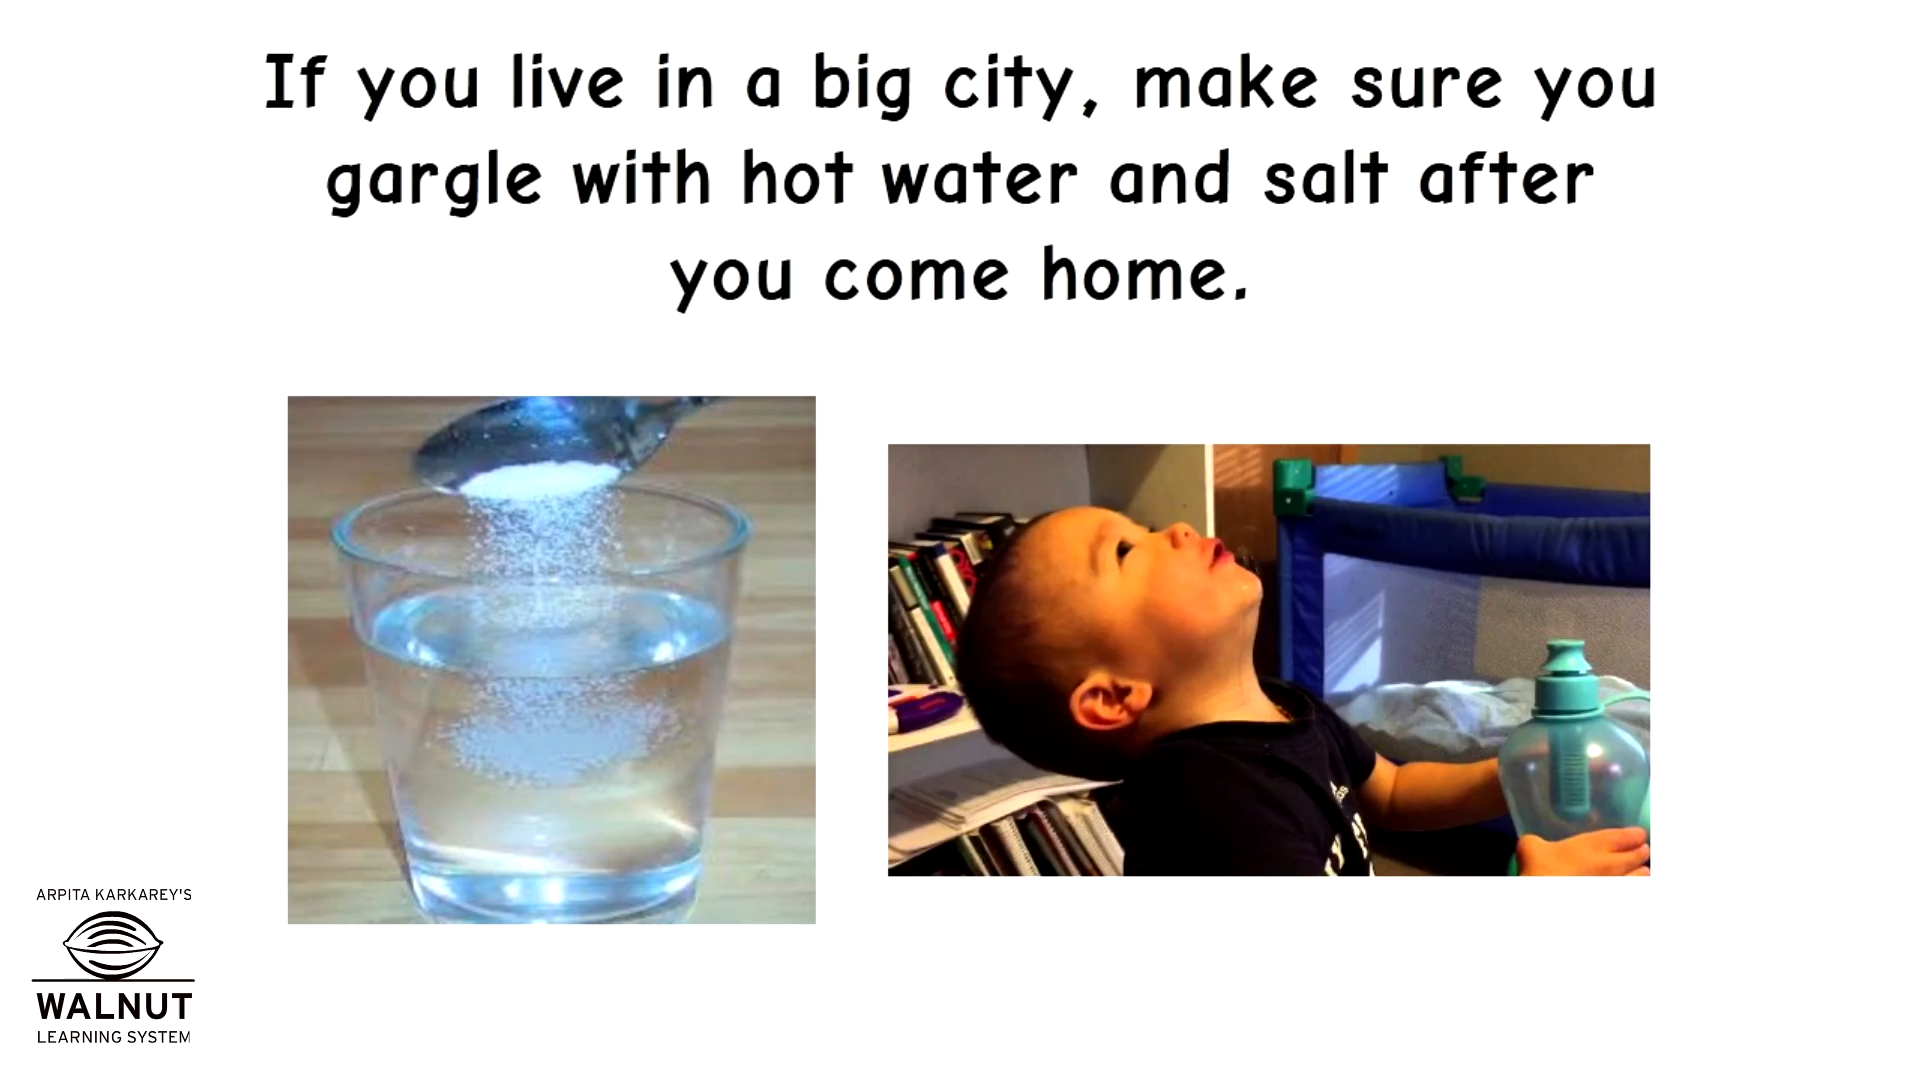 If you live in a big city, make sure you
gargle with hot water and salt after
you come home.
ARPITA KARKAREY'S
WALNUT
LEARNING SYSTEM